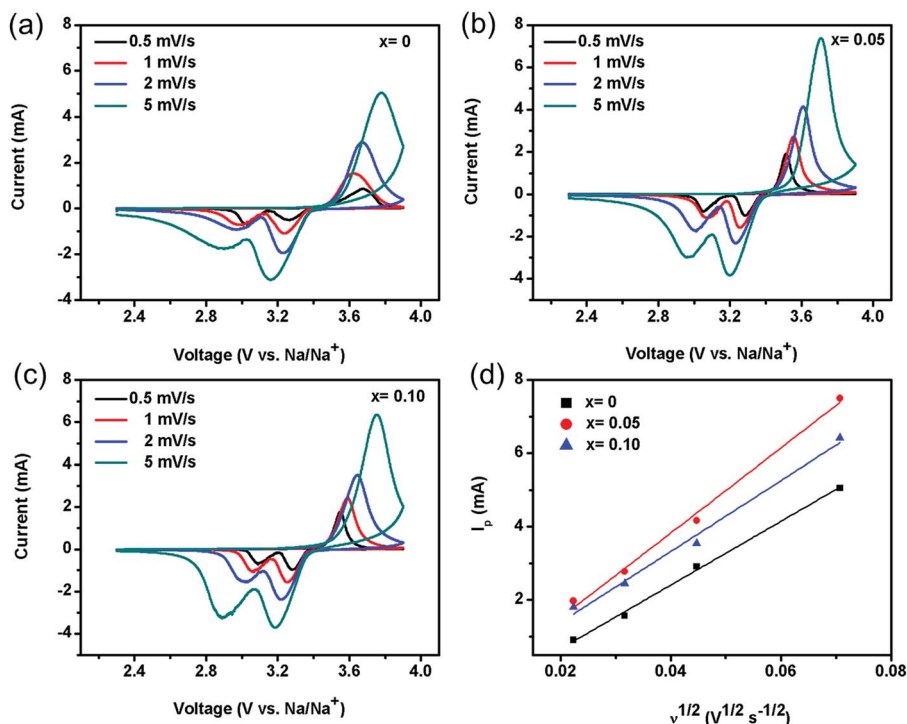 (a)
0.5 mV/s
1 mV/s
2 mV/s
5 mV/s
x= 0
8
6
4
2
0
-2
-4
Current (mA)
2.4 2.8 3.2 3.6 4.0
Voltage (V vs. Na/Na⁺)
(b)
0.5 mV/s
1 mV/s
2 mV/s
5 mV/s
x= 0.05
8
6
4
2
0
-2
-4
Current (mA)
2.4 2.8 3.2 3.6 4.0
Voltage (V vs. Na/Na⁺)
(c)
0.5 mV/s
1 mV/s
2 mV/s
5 mV/s
x= 0.10
8
6
4
2
0
-2
-4
Current (mA)
2.4 2.8 3.2 3.6 4.0
Voltage (V vs. Na/Na⁺)
(d)
x= 0
x= 0.05
x= 0.10
8
6
4
2
Iₚ (mA)
0.02 0.04 0.06 0.08
ν¹ᐟ² (V¹ᐟ² s⁻¹ᐟ²)